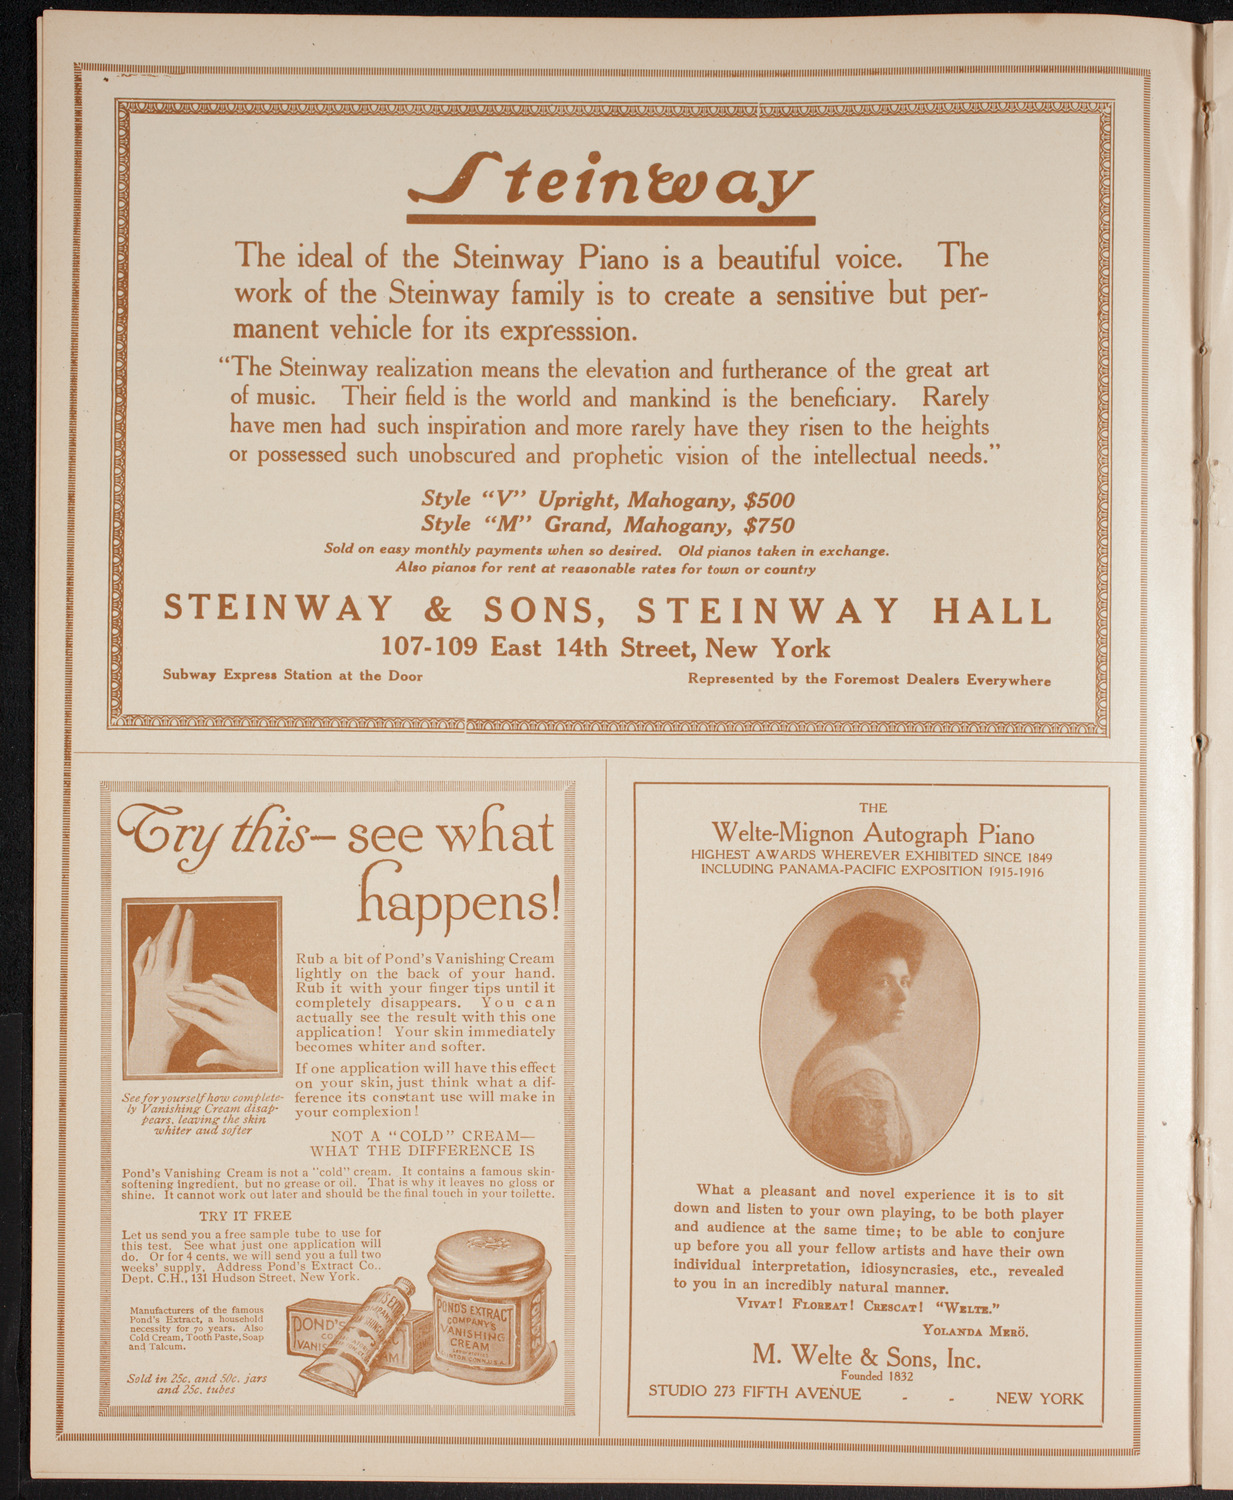 Steinway
The ideal of the Steinway Piano is a beautiful voice. The
work of the Steinway family is to create a sensitive but per-
manent vehicle for its expresssion.
"The Steinway realization means the elevation and furtherance of the great art
of music. Their field is the world and mankind is the beneficiary. Rarely
have men had such inspiration and more rarely have they risen to the heights
or possessed such unobscured and prophetic vision of the intellectual needs."
Style "V" Upright, Mahogany, $500
Style "M" Grand, Mahogany, $750
Sold on easy monthly payments when so desired. Old pianos taken in exchange.
Also pianos for rent at reasonable rates for town or country
STEINWAY & SONS, STEINWAY HALL
107-109 East 14th Street, New York
Subway Express Station at the Door
Represented by the Foremost Dealers Everywhere
Try this—see what
happens!
Rub a bit of Pond's Vanishing Cream
lightly on the back of your hand.
Rub it with your finger tips until it
completely disappears. You can
actually see the result with this one
application! Your skin immediately
becomes whiter and softer.
If one application will have this effect
on your skin, just think what a dif-
ference its constant use will make in
your complexion!
See for yourself how complete-
ly Vanishing Cream disap-
pears, leaving the skin
whiter and softer
NOT A "COLD" CREAM—
WHAT THE DIFFERENCE IS
Pond's Vanishing Cream is not a "cold" cream. It contains a famous skin-
softening ingredient, but no grease or oil. That is why it leaves no gloss or
shine. It cannot work out later and should be the final touch in your toilette.
TRY IT FREE
Let us send you a free sample tube to use for
this test. See what just one application will
do. Or for 4 cents, we will send you a full two
weeks' supply. Address Pond's Extract Co.,
Dept. C.H., 131 Hudson Street, New York.
Manufacturers of the famous
Pond's Extract, a household
necessity for 70 years. Also
Cold Cream, Tooth Paste, Soap
and Talcum.
Sold in 25c. and 50c. jars
and 25c. tubes
POND'S
VANIS
POND'S EXTRACT
COMPANY'S
VANISHING
CREAM
THE
Welte-Mignon Autograph Piano
HIGHEST AWARDS WHEREVER EXHIBITED SINCE 1849
INCLUDING PANAMA-PACIFIC EXPOSITION 1915-1916
What a pleasant and novel experience it is to sit
down and listen to your own playing, to be both player
and audience at the same time; to be able to conjure
up before you all your fellow artists and have their own
individual interpretation, idiosyncrasies, etc., revealed
to you in an incredibly natural manner.
VIVAT! FLOREAT! CRESCAT! "WELTE."
YOLANDA MERÖ.
M. Welte & Sons, Inc.
Founded 1832
STUDIO 273 FIFTH AVENUE - - NEW YORK